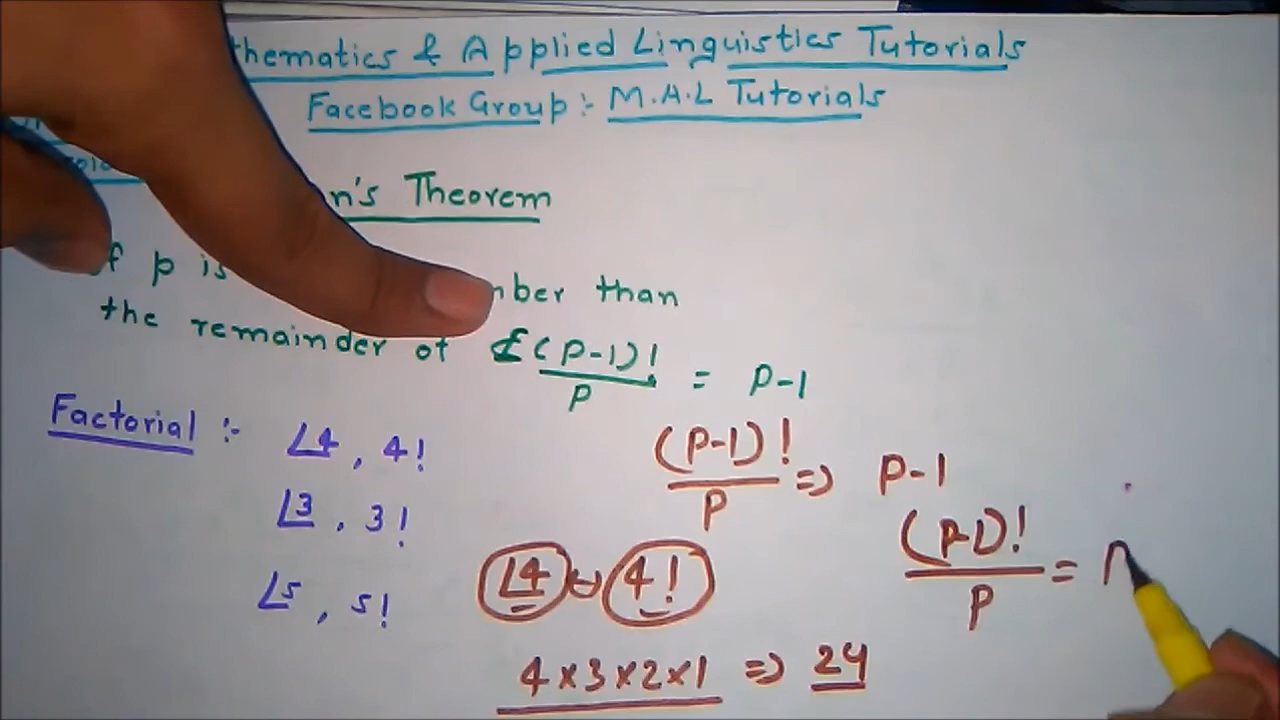 thematics & Applied Linguistics Tutorials
Facebook Group :- M.A.L Tutorials
n's Theorem
f p is nber than
the remainder of £(P-1)!/P = P-1
Factorial :- ∠4, 4!
∠3, 3!
∠5, 5!
(P-1)!/P => P-1
(P-1)!/P =
∠4 4!
4×3×2×1 => 24